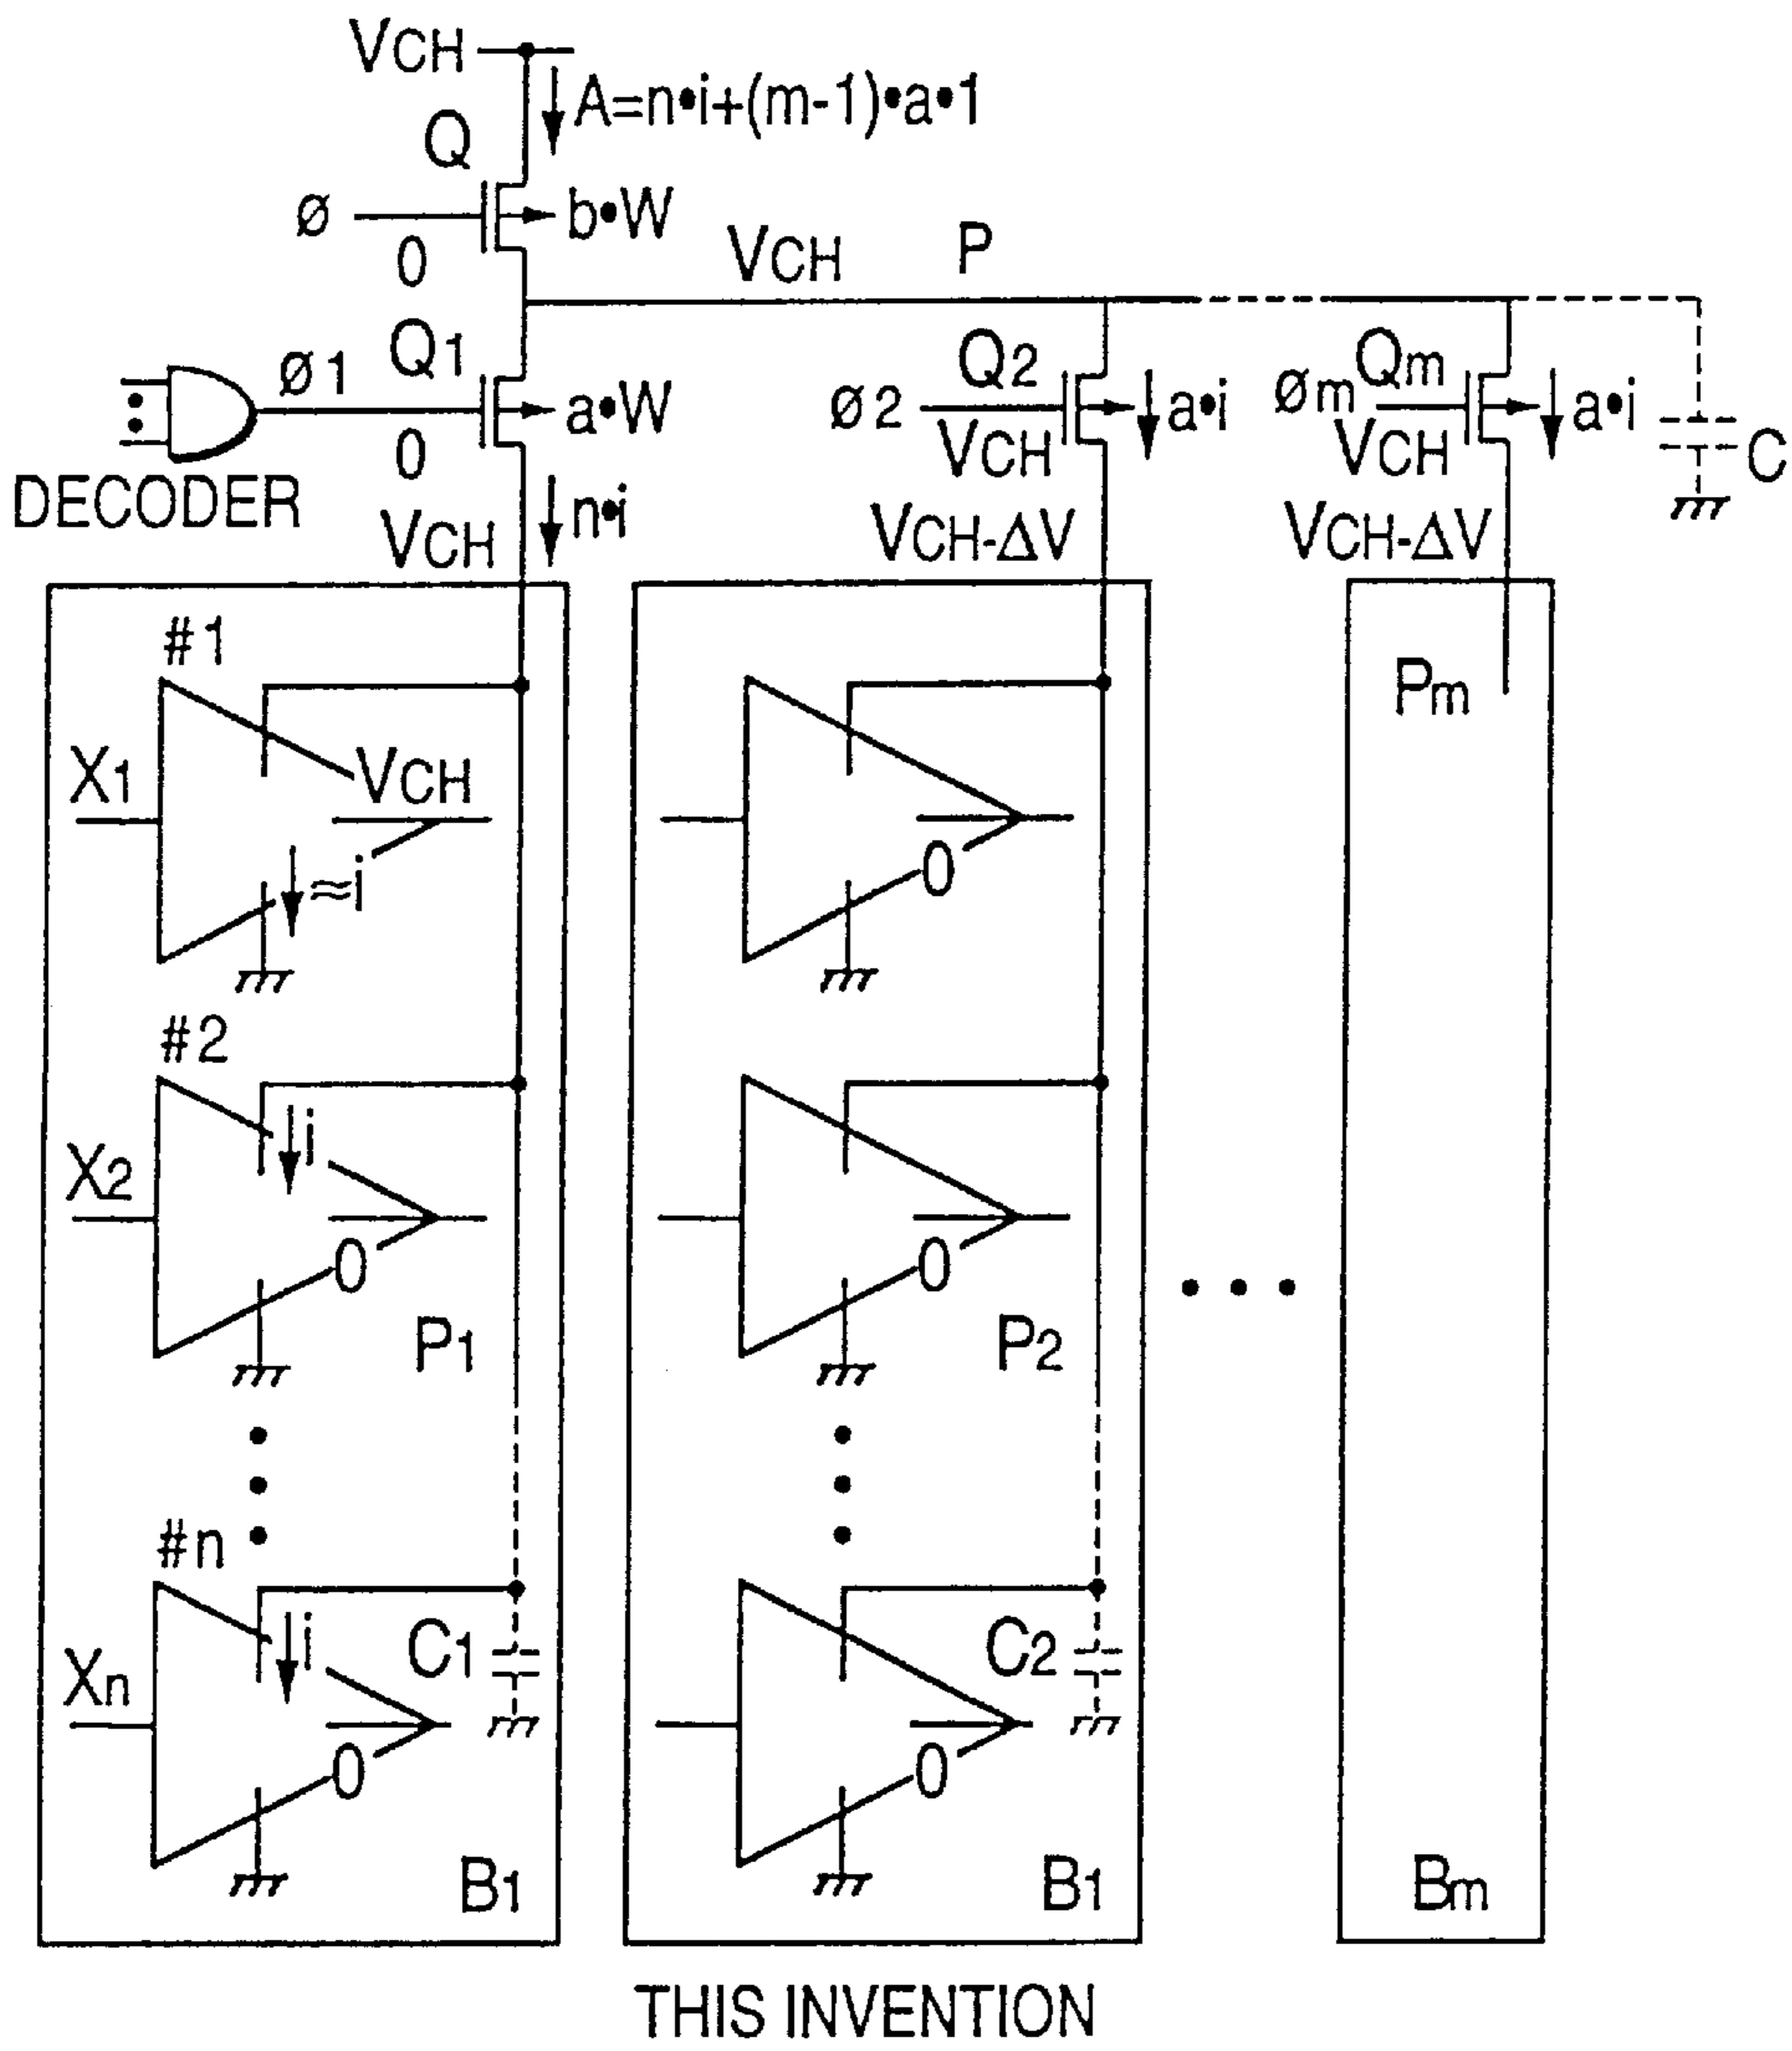 VCH
A=n•i+(m-1)•a•1
Q
ø
0
b•W
VCH
P
DECODER
ø1
Q1
0
a•W
VCH
n•i
ø2
Q2
VCH
a•i
VCH-ΔV
øm
Qm
VCH
a•i
VCH-ΔV
C
#1
X1
VCH
≈i
#2
X2
i
0
P1
#n
Xn
i
0
C1
B1
0
0
P2
0
C2
B1
Pm
Bm
THIS INVENTION